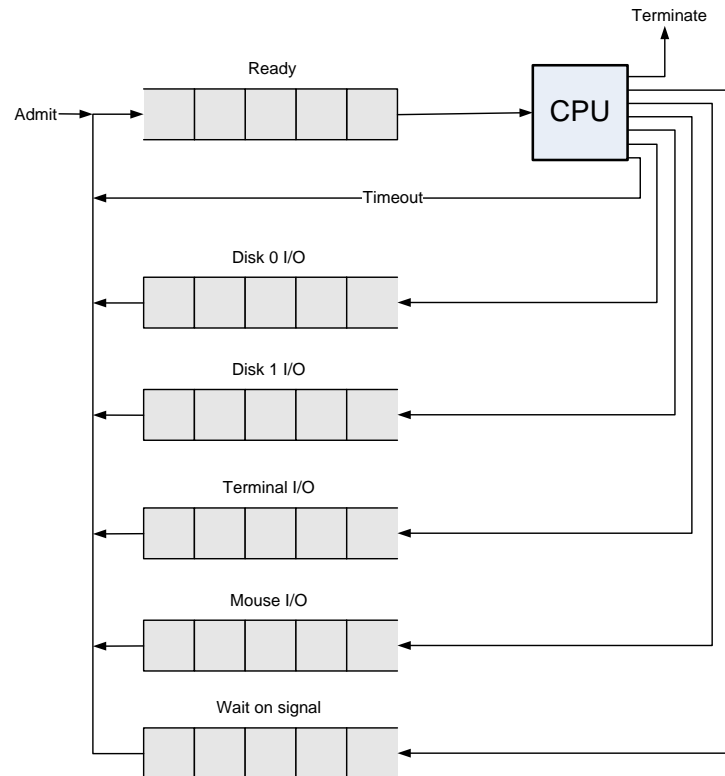 Terminate
Ready
Admit
CPU
Timeout
Disk 0 I/O
Disk 1 I/O
Terminal I/O
Mouse I/O
Wait on signal